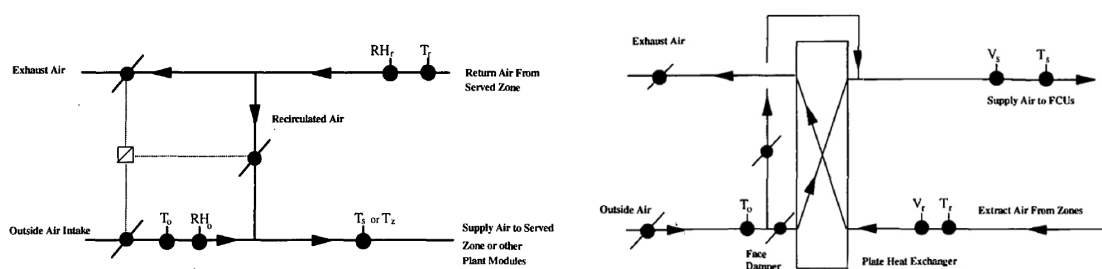 RHr
Tr
Exhaust Air
Return Air From
Served Zone
Recirculated Air
To
RHo
Ts or Tz
Outside Air Intake
Supply Air to Served
Zone or other
Plant Modules
Vs
Ts
Exhaust Air
Supply Air to FCUs
To
Vr
Tr
Outside Air
Extract Air From Zones
Face
Damper
Plate Heat Exchanger